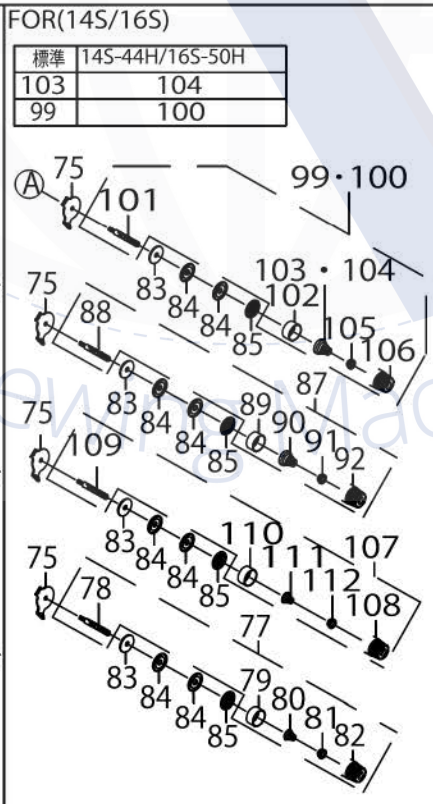 FOR(14S/16S)
標準 14S-44H/16S-50H
103 104
99 100
A 75 99・100
101
83 84 84 85 102 103・104 105 106
75 88
83 84 84 85 89 90 91 92 87
75 109
83 84 84 85 110 111 112 107 108
75 78 77
83 84 84 85 79 80 81 82
ewing Mac